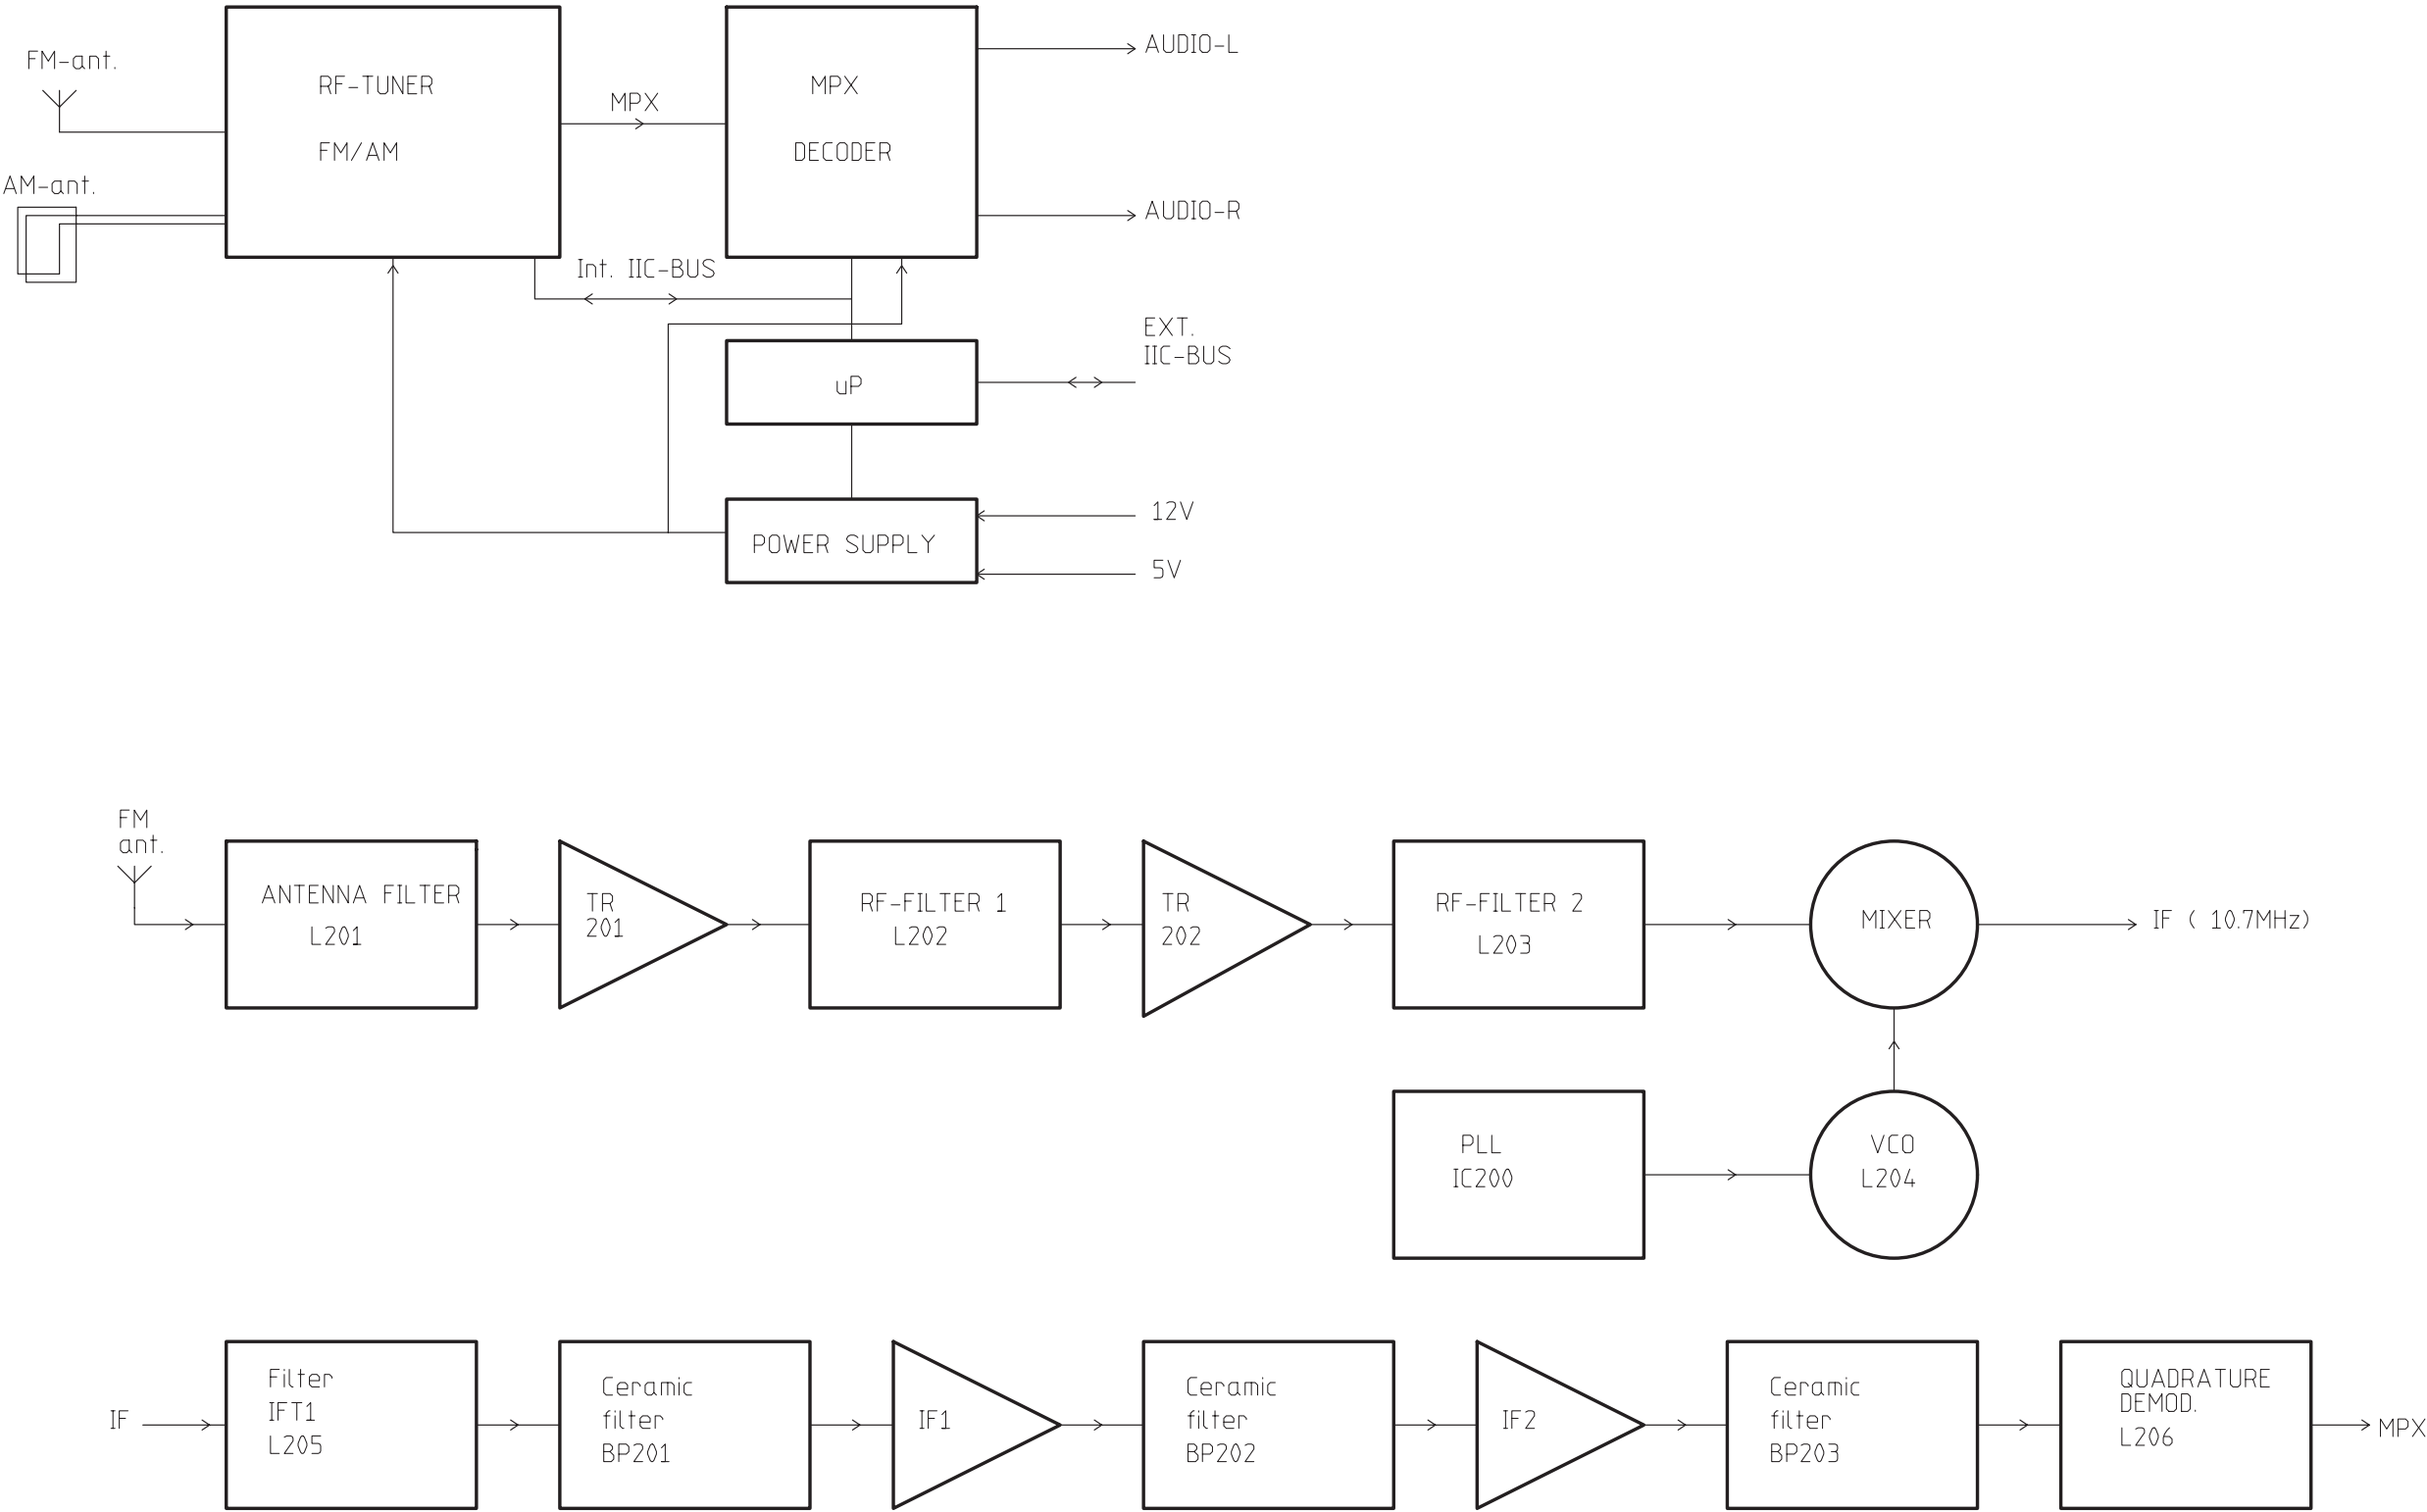 FM-ant.
AM-ant.
RF-TUNER
FM/AM
MPX
MPX
DECODER
AUDIO-L
AUDIO-R
Int. IIC-BUS
EXT.
IIC-BUS
uP
POWER SUPPLY
12V
5V
FM
ant.
ANTENNA FILTER
L201
TR
201
RF-FILTER 1
L202
TR
202
RF-FILTER 2
L203
MIXER
IF ( 10.7MHz)
PLL
IC200
VCO
L204
IF
Filter
IFT1
L205
Ceramic
filter
BP201
IF1
Ceramic
filter
BP202
IF2
Ceramic
filter
BP203
QUADRATURE
DEMOD.
L206
MPX